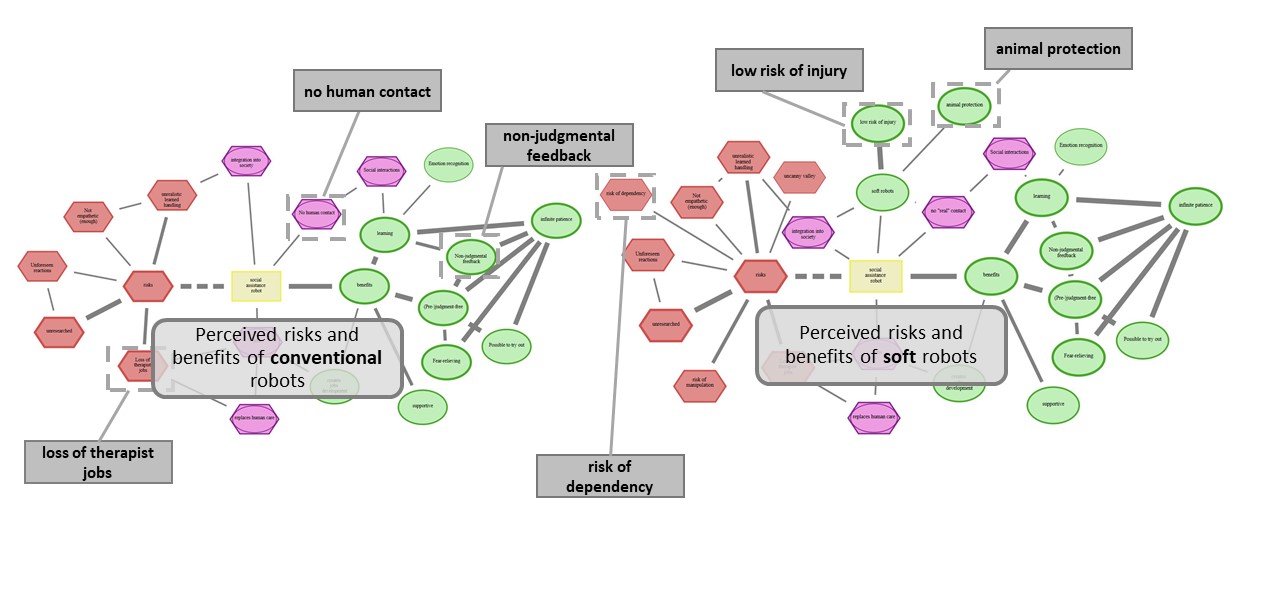 no human contact
non-judgmental
feedback
low risk of injury
animal protection
integration into
society
Social interactions
Emotion recognition
unrealistic
learned
handling
No human contact
Not
empathetic
(enough)
learning
infinite patience
Non-judgmental
feedback
Unforeseen
reactions
risks
social
assistance
robot
benefits
(Pre-)judgment-free
unresearched
Possible to try out
Fear-relieving
Loss of
therapist
jobs
Perceived risks and
benefits of conventional
robots
supportive
replaces human care
loss of therapist
jobs
low risk of injury
animal protection
unrealistic
learned
handling
uncanny valley
Social interactions
Emotion recognition
risk of dependency
Not
empathetic
(enough)
soft robots
learning
no "real" contact
infinite patience
integration into
society
Unforeseen
reactions
Non-judgmental
feedback
risks
social
assistance
robot
benefits
(Pre-)judgment-free
unresearched
Possible to try out
Fear-relieving
Perceived risks and
benefits of soft robots
risk of
manipulation
development
supportive
replaces human care
risk of
dependency